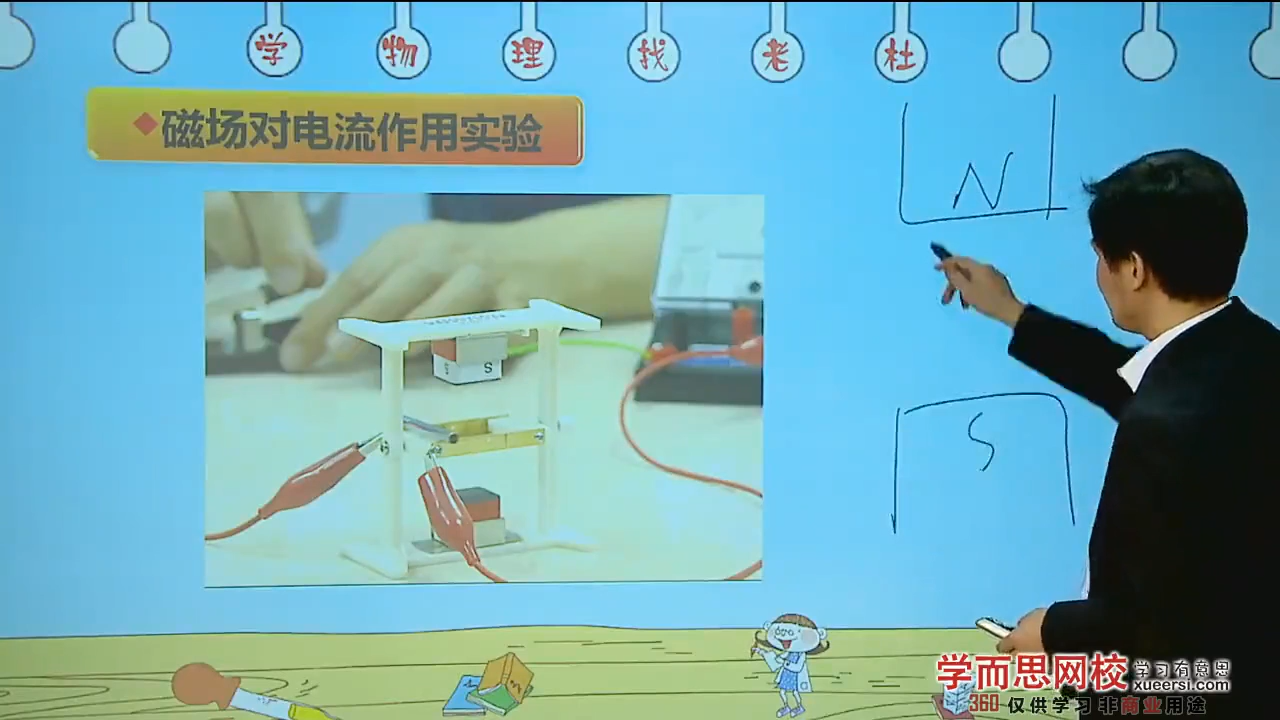 学物理找老杜
磁场对电流作用实验
N
S
S
学而思网校
学习有意思
xueersi.com
360 仅供学习 非商业用途